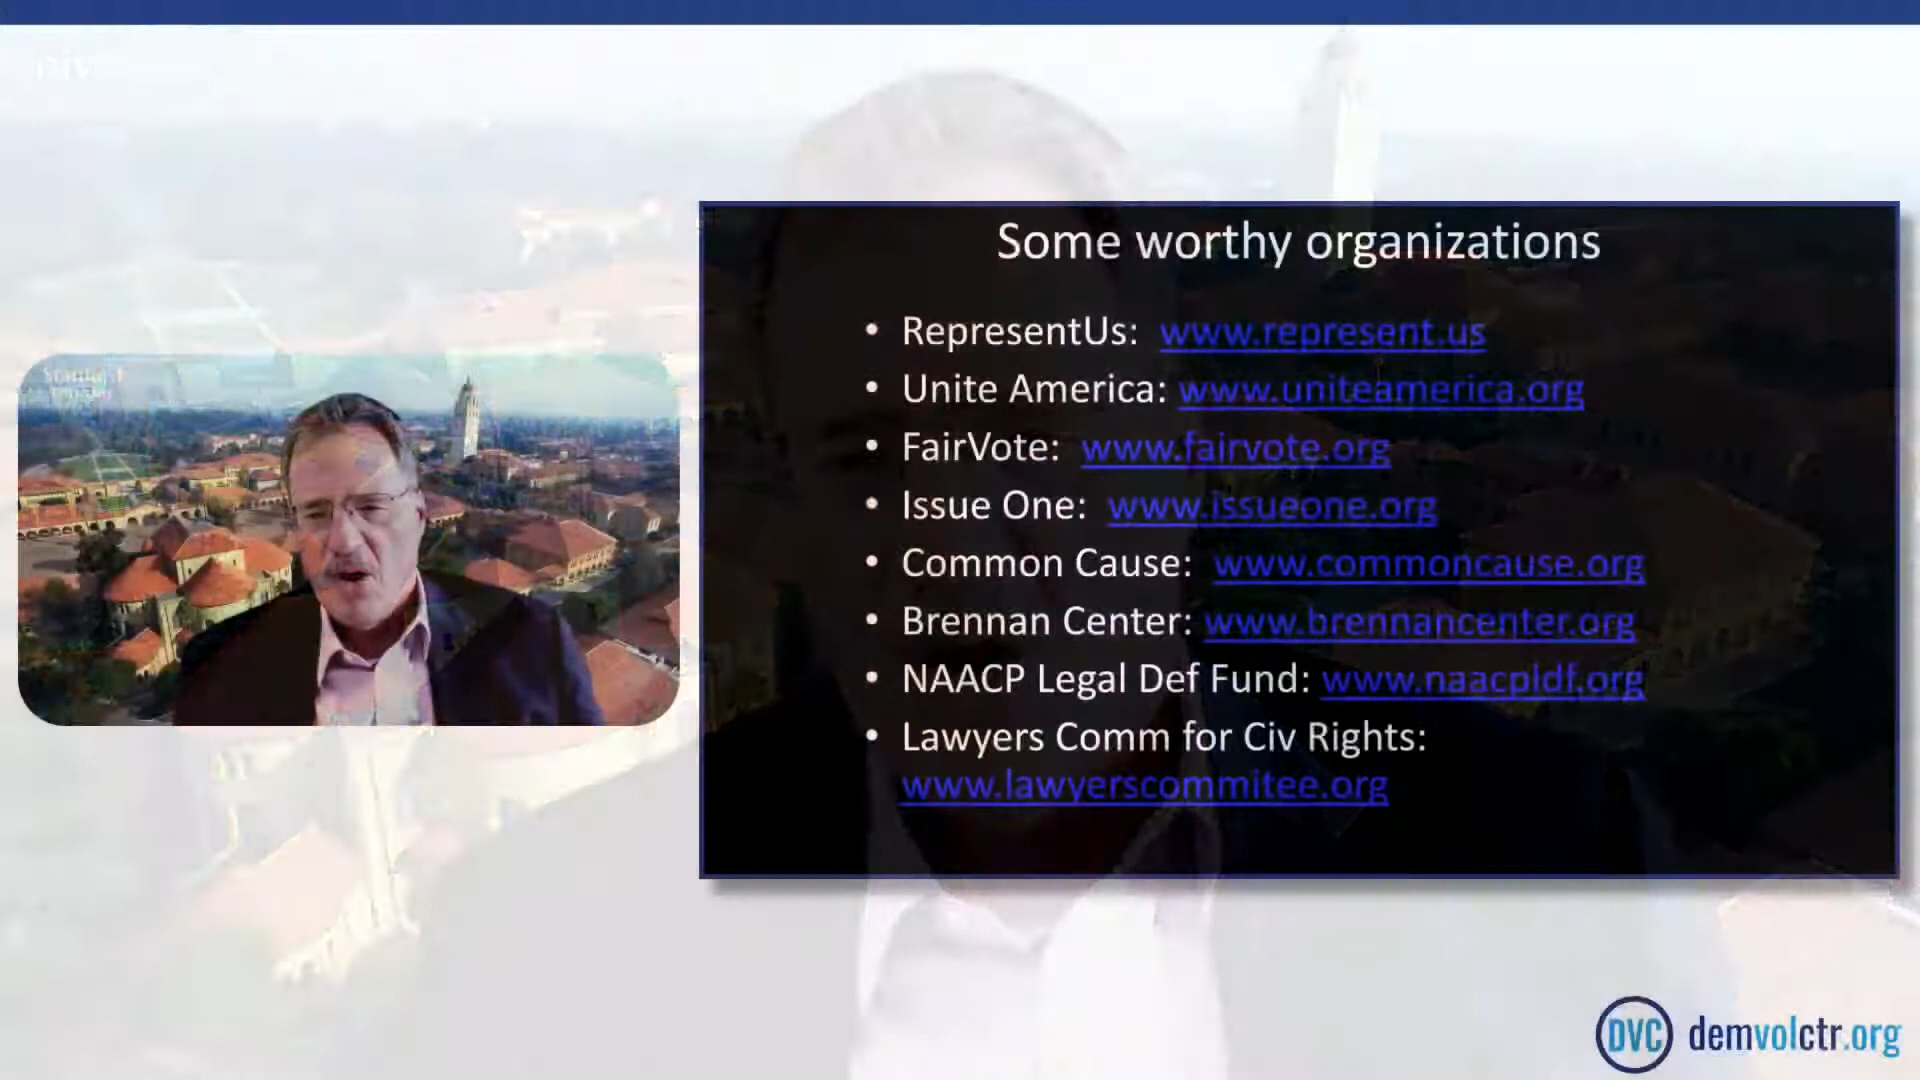 Some worthy organizations
• RepresentUs: www.represent.us
• Unite America: www.uniteamerica.org
• FairVote: www.fairvote.org
• Issue One: www.issueone.org
• Common Cause: www.commoncause.org
• Brennan Center: www.brennancenter.org
• NAACP Legal Def Fund: www.naacpldf.org
• Lawyers Comm for Civ Rights:
www.lawyerscommitee.org
DVC demvolctr.org